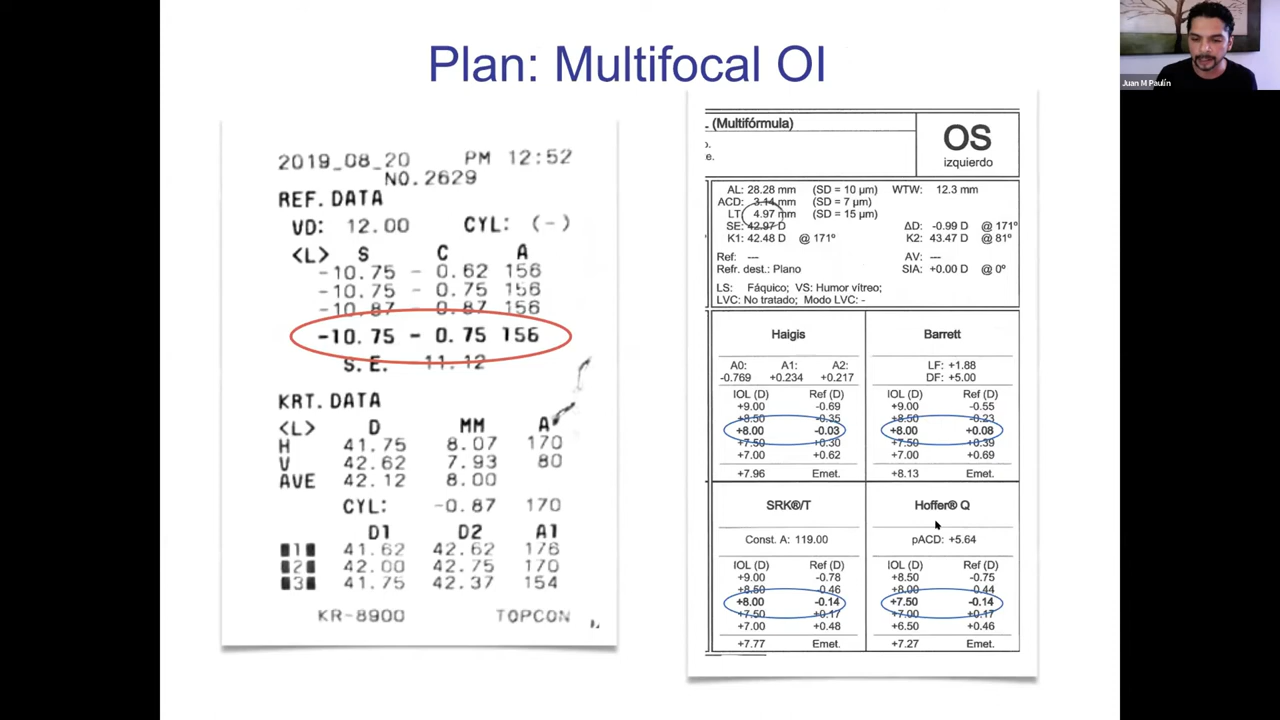 Plan: Multifocal OI
Juan M Paulín
2019_08_20 PM 12:52
NO.2629
REF. DATA
VD: 12.00 CYL: (-)
<L> S C A
-10.75 - 0.62 156
-10.75 - 0.75 156
-10.87 - 0.87 156
-10.75 - 0.75 156
S.E. 11.12
KRT. DATA
<L> D MM A
H 41.75 8.07 170
V 42.62 7.93 80
AVE 42.12 8.00
CYL: -0.87 170
D1 D2 A1
1 41.62 42.62 176
2 42.00 42.75 170
3 41.75 42.37 154
KR-8900 TOPCON
. (Multifórmula)
o.
te.
OS
izquierdo
AL: 28.28 mm (SD = 10 µm) WTW: 12.3 mm
ACD: 3.14 mm (SD = 7 µm)
LT: 4.97 mm (SD = 15 µm)
SE: 42.97 D ΔD: -0.99 D @ 171º
K1: 42.48 D @ 171º K2: 43.47 D @ 81º
Ref: --- AV: ---
Refr. dest.: Plano SIA: +0.00 D @ 0º
LS: Fáquico; VS: Humor vítreo;
LVC: No tratado; Modo LVC: -
Haigis
A0: A1: A2:
-0.769 +0.234 +0.217
IOL (D) Ref (D)
+9.00 -0.69
+8.50 -0.35
+8.00 -0.03
+7.50 +0.30
+7.00 +0.62
+7.96 Emet.
Barrett
LF: +1.88
DF: +5.00
IOL (D) Ref (D)
+9.00 -0.55
+8.50 -0.23
+8.00 +0.08
+7.50 +0.39
+7.00 +0.69
+8.13 Emet.
SRK®/T
Const. A: 119.00
IOL (D) Ref (D)
+9.00 -0.78
+8.50 -0.46
+8.00 -0.14
+7.50 +0.17
+7.00 +0.48
+7.77 Emet.
Hoffer® Q
pACD: +5.64
IOL (D) Ref (D)
+8.50 -0.75
+8.00 -0.44
+7.50 -0.14
+7.00 +0.17
+6.50 +0.46
+7.27 Emet.